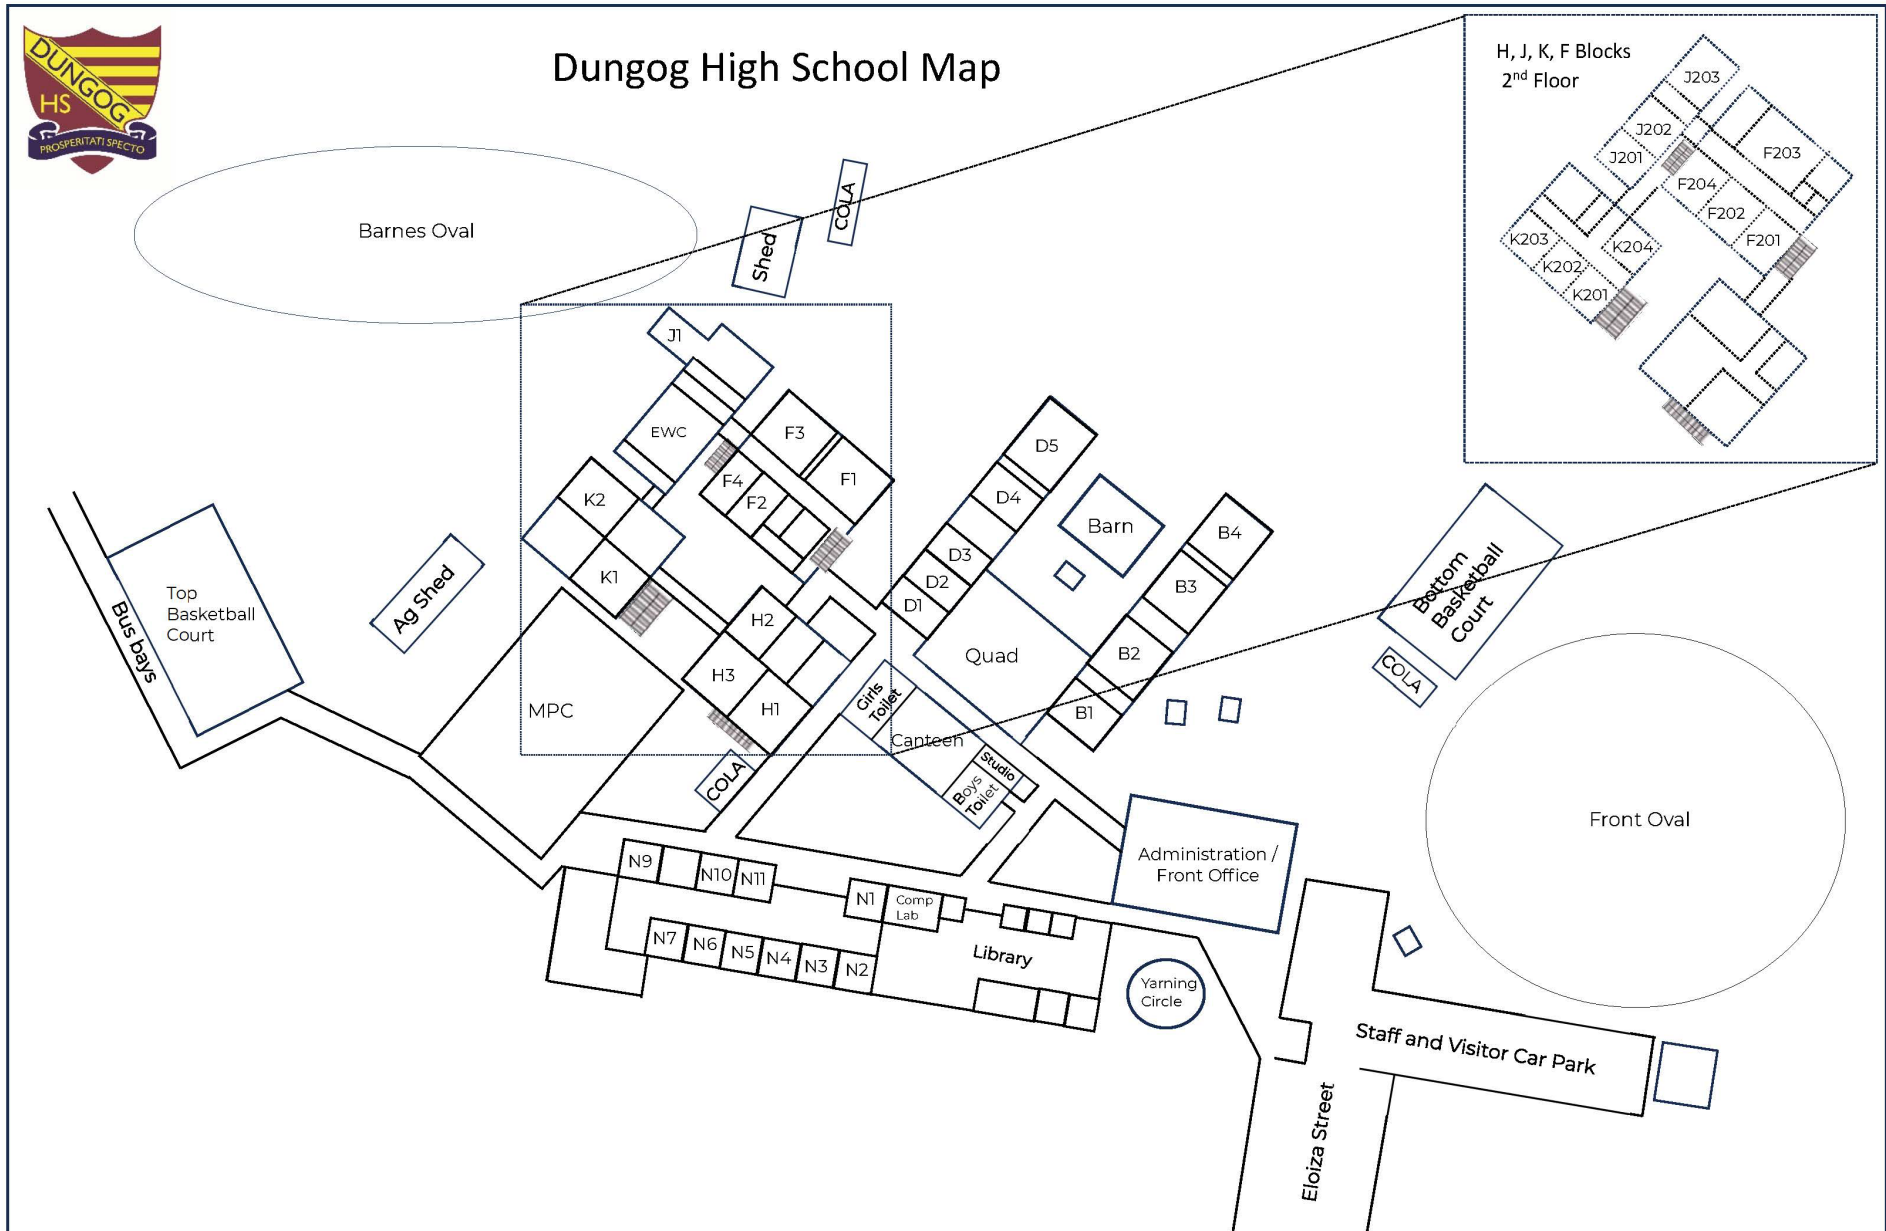 DUNGOG
HS
PROSPERITATI SPECTO
Dungog High School Map
H, J, K, F Blocks
2nd Floor
J203
J202
F203
J201
F204
F202
K203
K204
F201
K202
K201
Barnes Oval
COLA
Shed
J1
EWC
F3
F1
F4
F2
K2
K1
D5
D4
D3
D2
D1
Barn
B4
B3
B2
B1
Quad
H2
H3
H1
MPC
COLA
Ag Shed
Top
Basketball
Court
Bus bays
Girls
Toilet
Canteen
Studio
Boys
Toilet
Bottom
Basketball
Court
COLA
Front Oval
Administration /
Front Office
N9
N10
N11
N1
Comp
Lab
N7
N6
N5
N4
N3
N2
Library
Yarning
Circle
Staff and Visitor Car Park
Eloiza Street